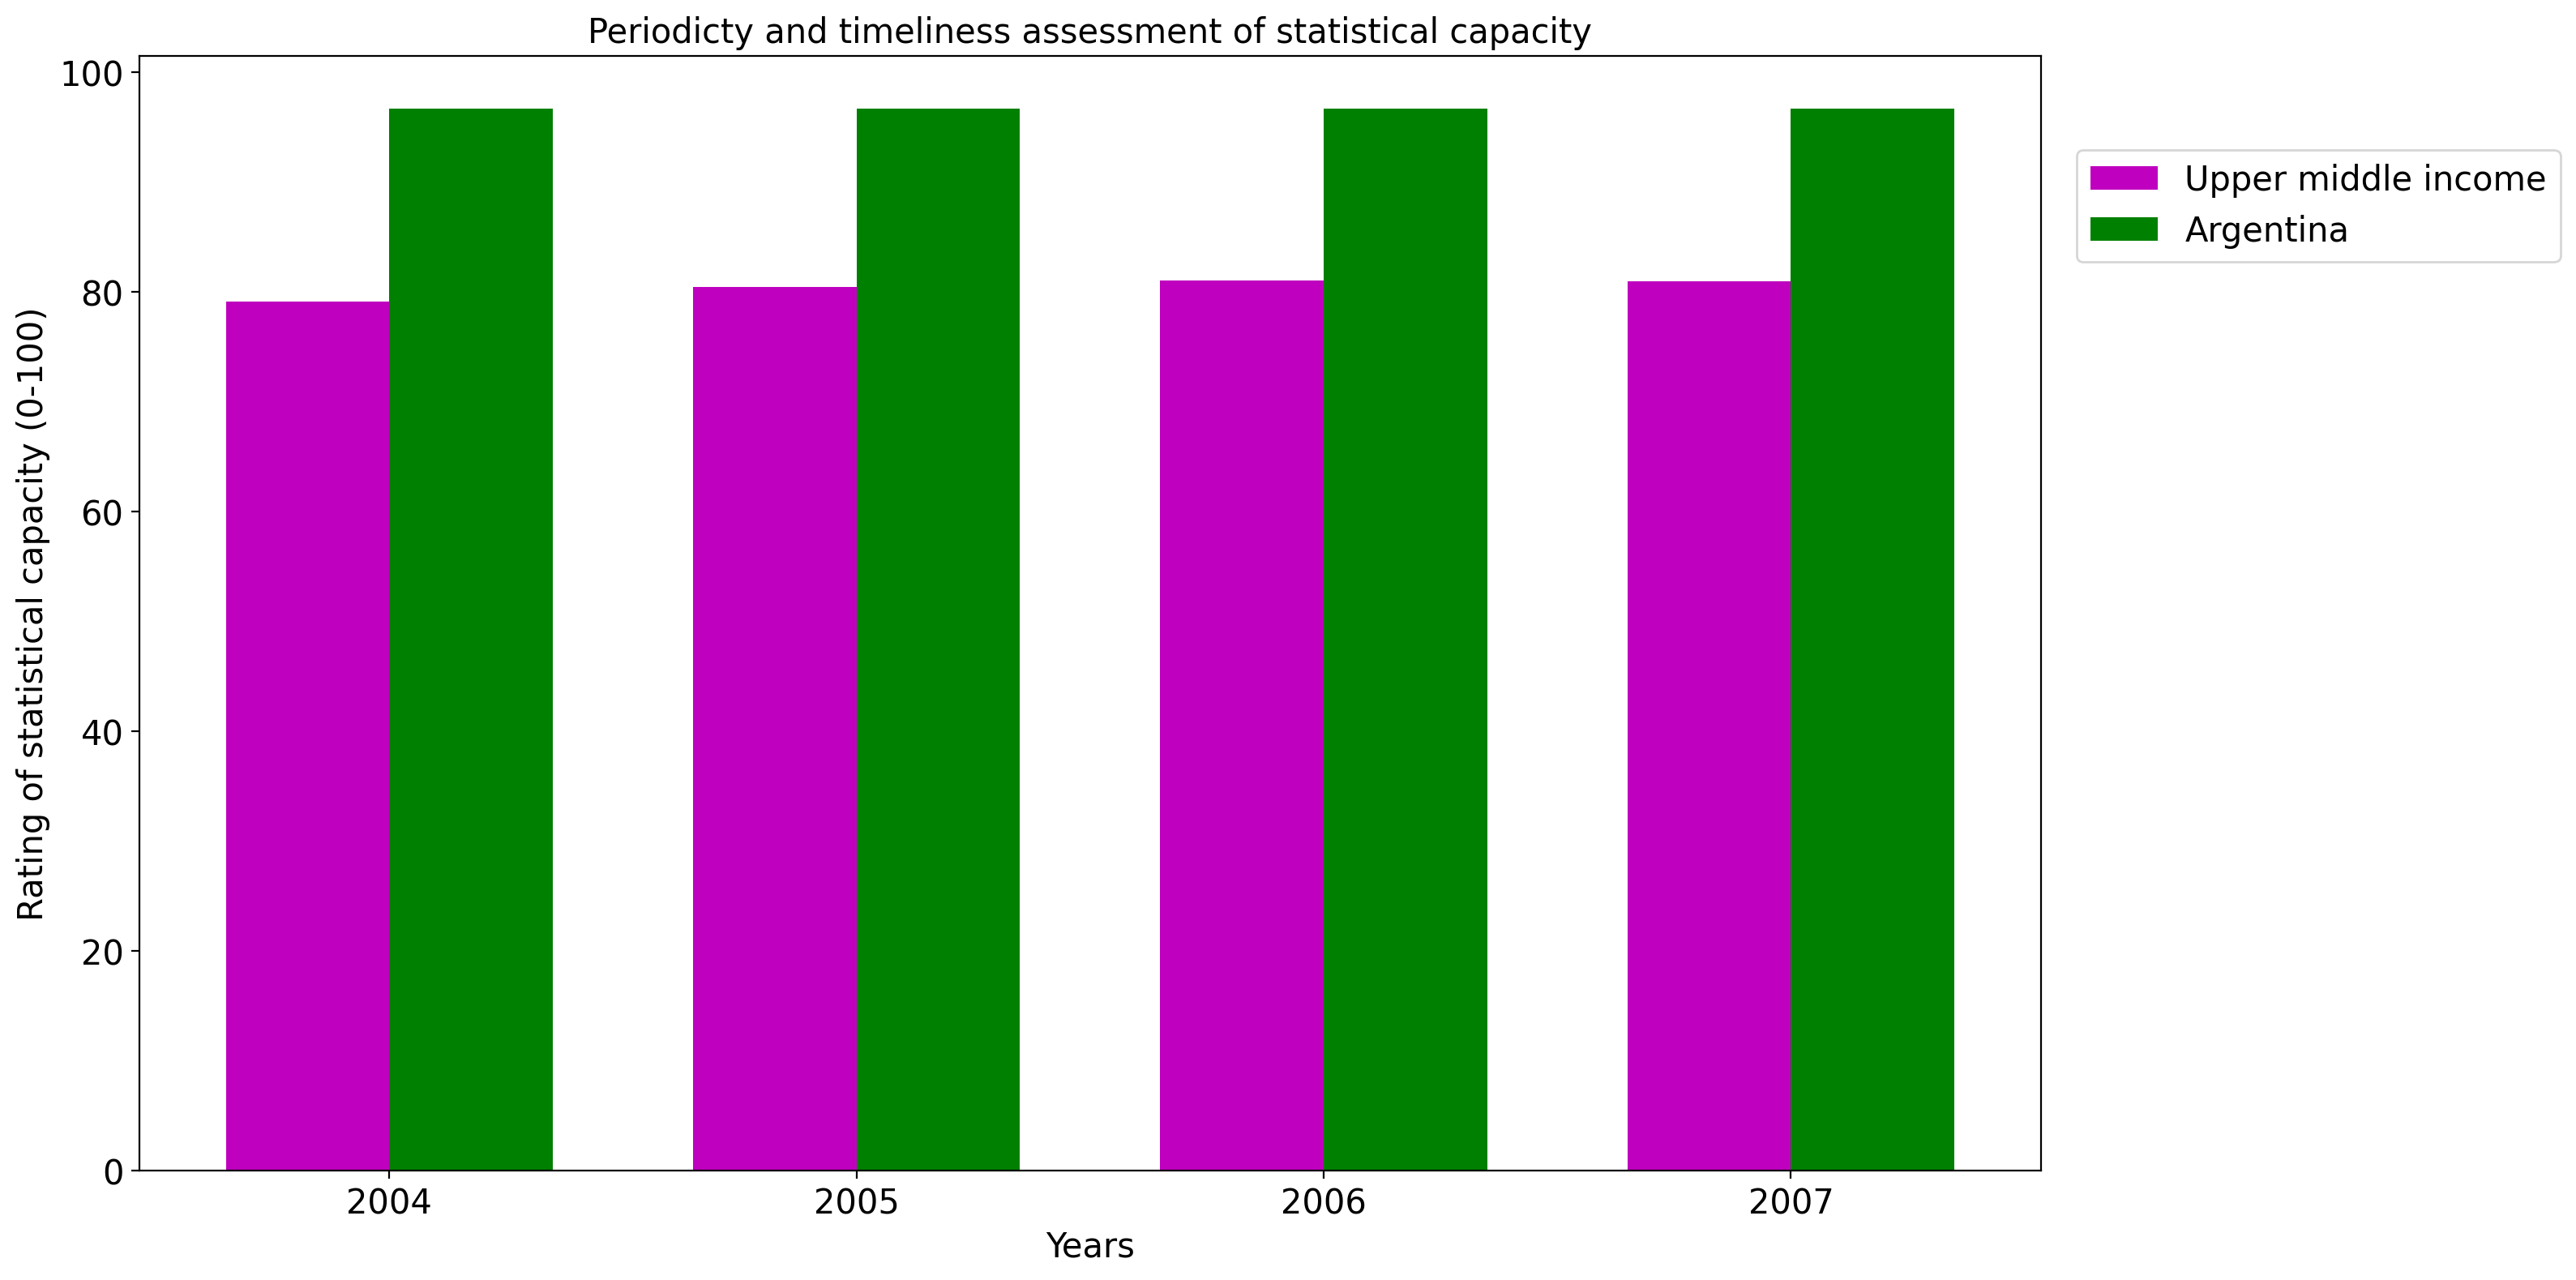 Periodicty and timeliness assessment of statistical capacity
Rating of statistical capacity (0-100)
100
80
60
40
20
0
2004
2005
2006
2007
Years
Upper middle income
Argentina